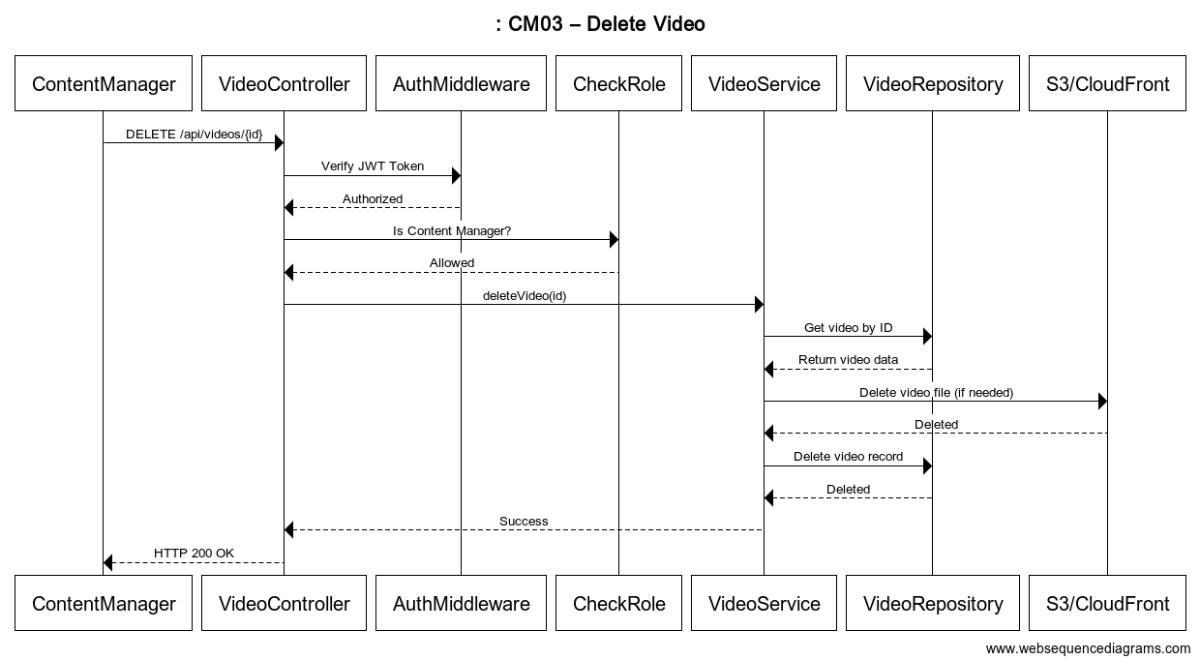 : CM03 – Delete Video
ContentManager
VideoController
AuthMiddleware
CheckRole
VideoService
VideoRepository
S3/CloudFront
DELETE /api/videos/{id}
Verify JWT Token
Authorized
Is Content Manager?
Allowed
deleteVideo(id)
Get video by ID
Return video data
Delete video file (if needed)
Deleted
Delete video record
Deleted
Success
HTTP 200 OK
ContentManager
VideoController
AuthMiddleware
CheckRole
VideoService
VideoRepository
S3/CloudFront
www.websequencediagrams.com